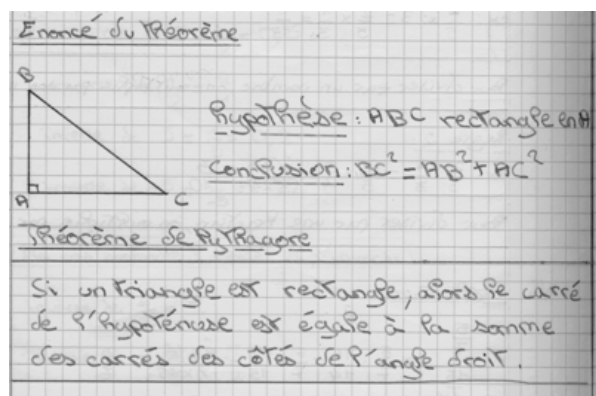 Enoncé du théorème
B
hypothèse : ABC rectangle en A
conclusion : BC² = AB² + AC²
A
C
Théorème de Pythagore
Si un triangle est rectangle, alors le carré
de l'hypoténuse est égale à la somme
des carrés des côtés de l'angle droit.